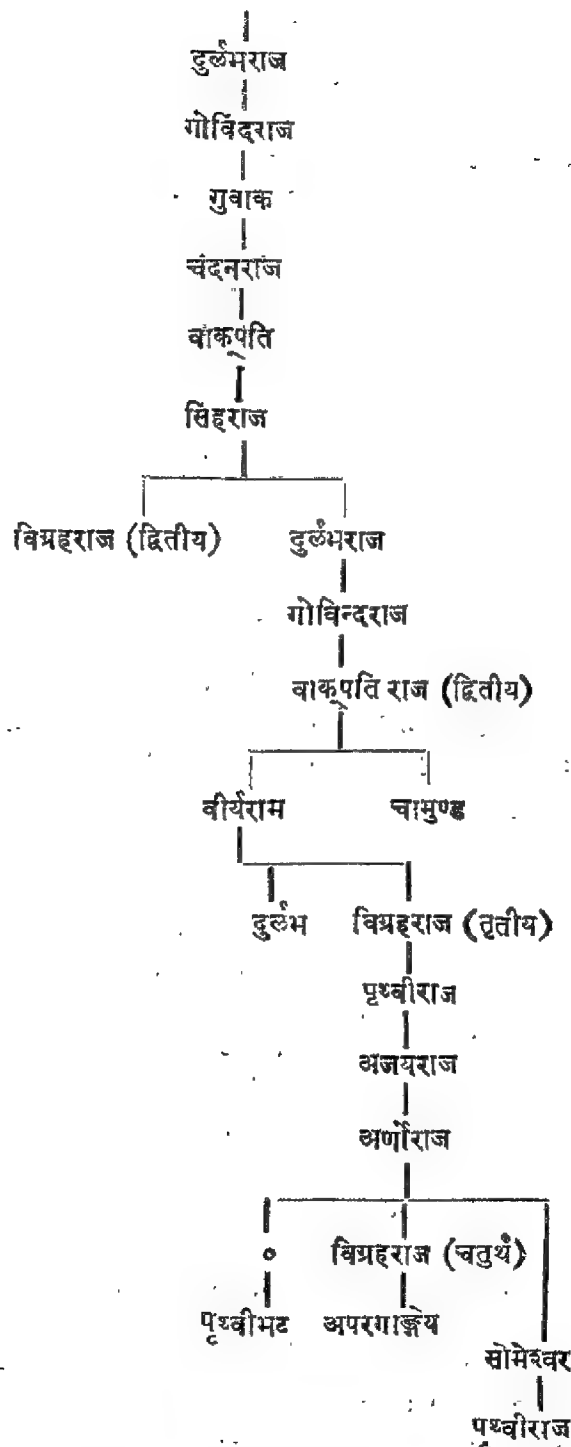 दुर्लभराज
गोविंदराज
गुवाक
चंदनराज
वाक्पति
सिंहराज
विग्रहराज (द्वितीय) दुर्लभराज
गोविन्दराज
वाक्पति राज (द्वितीय)
वीर्यराम चामुण्ड
दुर्लभ विग्रहराज (तृतीय)
पृथ्वीराज
अजयराज
अर्णोराज
० विग्रहराज (चतुर्थ)
पृथ्वीभट अपरगाङ्गेय
सोमेश्वर
पृथ्वीराज